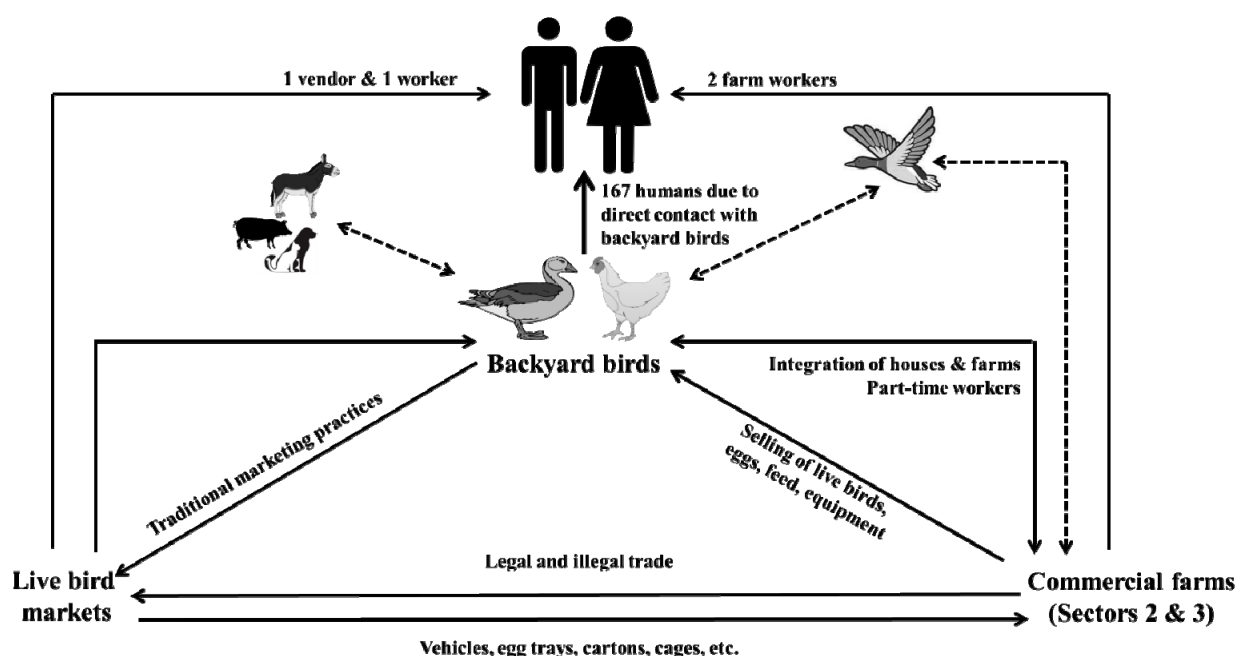 1 vendor & 1 worker
2 farm workers
167 humans due to
direct contact with
backyard birds
Backyard birds
Integration of houses & farms
Part-time workers
Traditional marketing practices
Selling of live birds,
eggs, feed, equipment
Legal and illegal trade
Live bird
markets
Commercial farms
(Sectors 2 & 3)
Vehicles, egg trays, cartons, cages, etc.